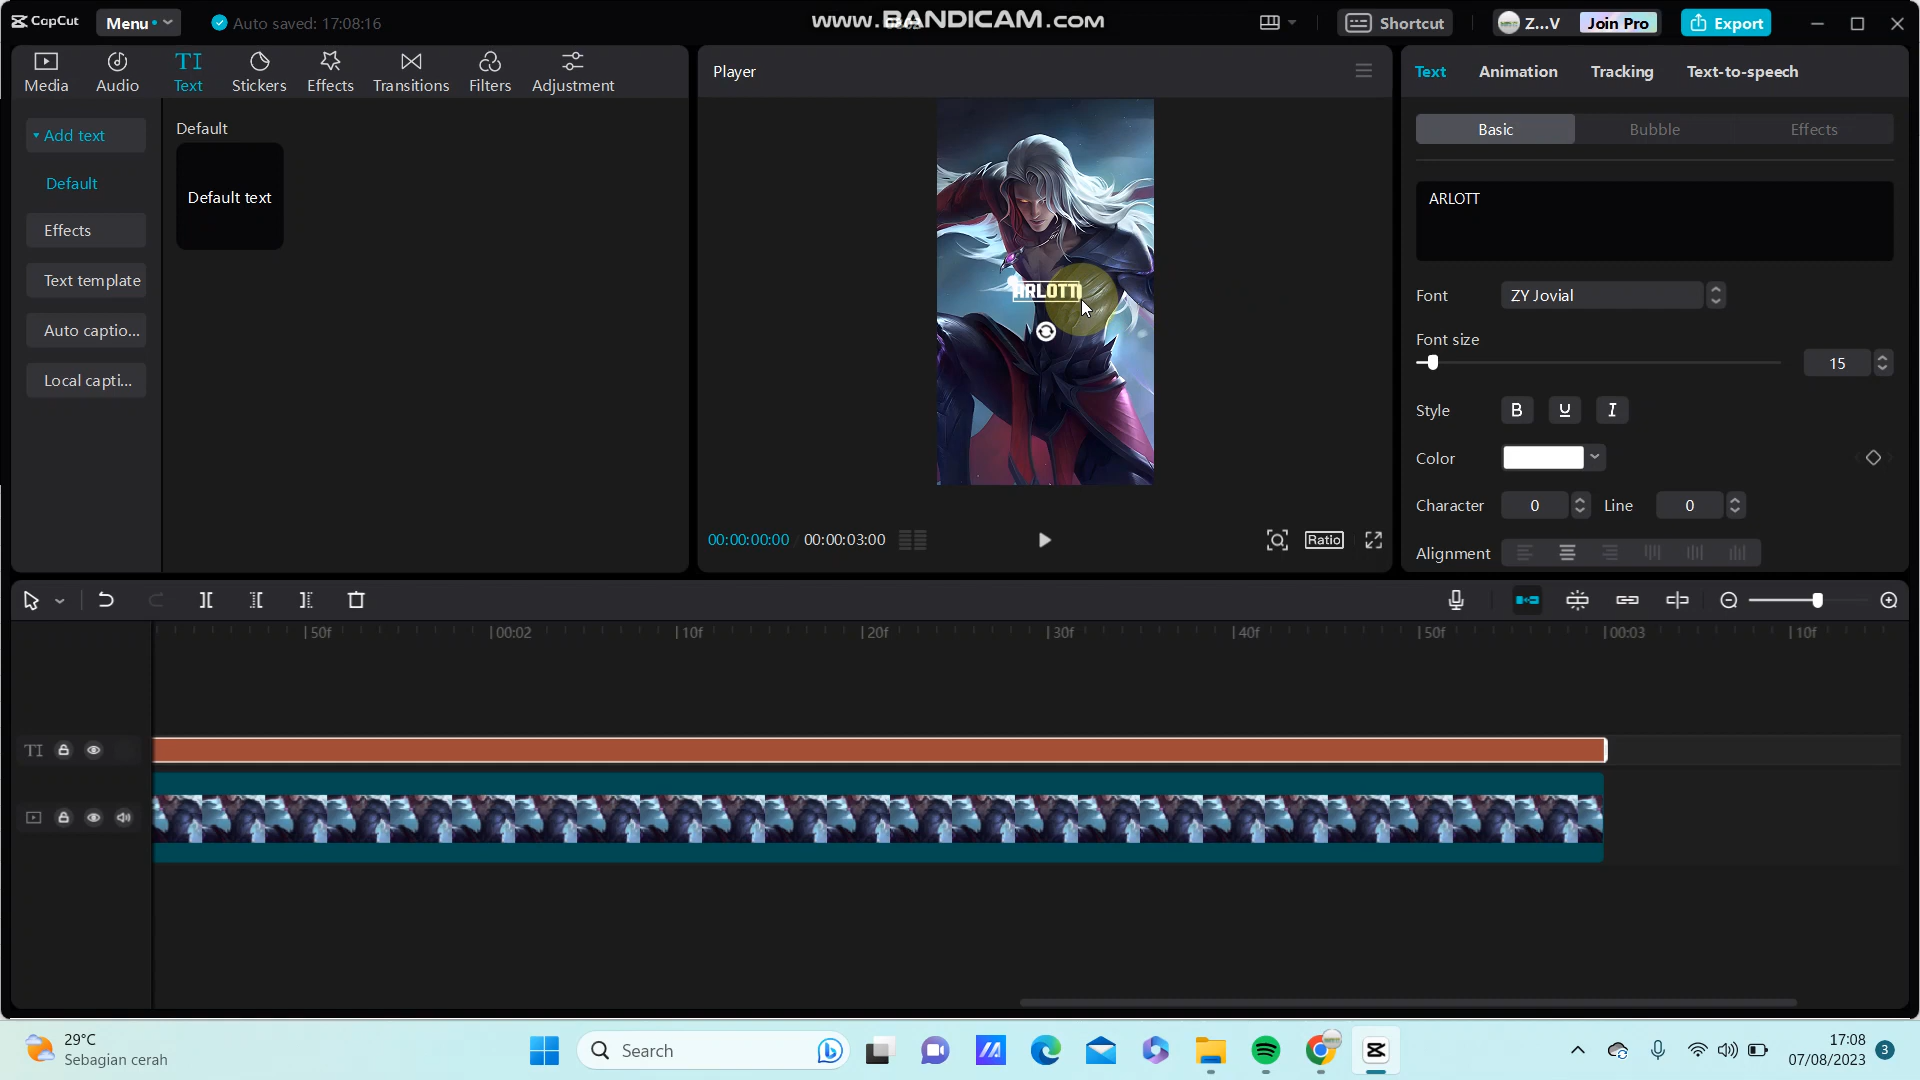 CapCut
Menu
Auto saved: 17:08:16
www.BANDICAM.COM
Shortcut
Z...V
Join Pro
Export
Media
Audio
TI
Text
Stickers
Effects
Transitions
Filters
Adjustment
Player
Text
Animation
Tracking
Text-to-speech
Add text
Default
Effects
Text template
Auto captio...
Local capti...
Default
Default text
ARLOTT
00:00:00:00
00:00:03:00
Ratio
Basic
Bubble
Effects
ARLOTT
Font
ZY Jovial
Font size
15
Style
B
U
I
Color
Character
0
Line
0
Alignment
50f
00:02
10f
20f
30f
40f
50f
00:03
10f
TI
29°C
Sebagian cerah
Search
17:08
07/08/2023
3